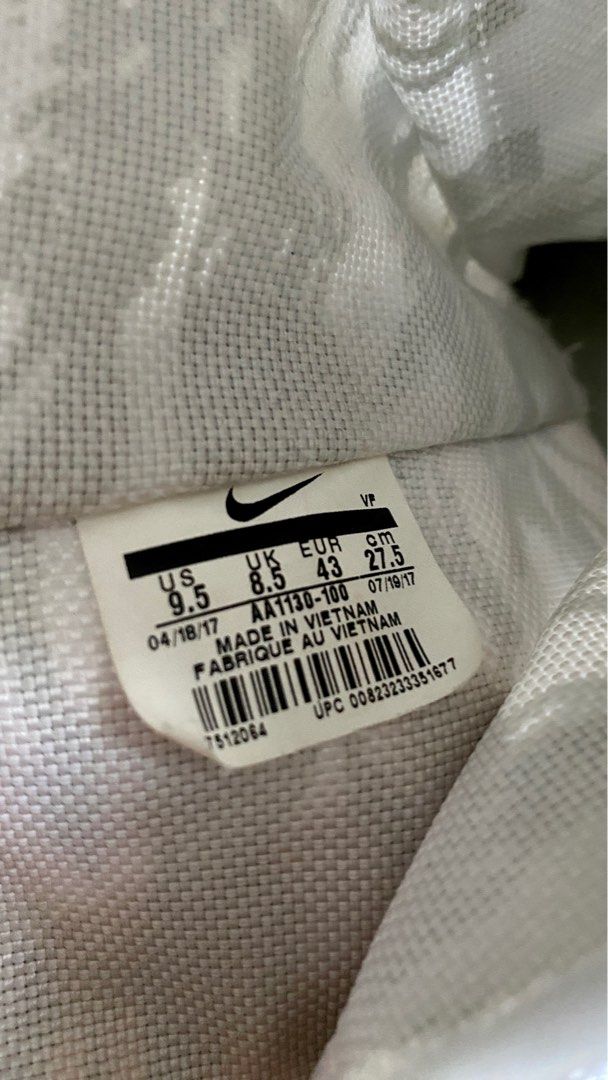 VP
US UK EUR cm
9.5 8.5 43 27.5
AA1130-100
04/18/17 07/19/17
MADE IN VIETNAM
FABRIQUE AU VIETNAM
7512064 UPC 00823233351677